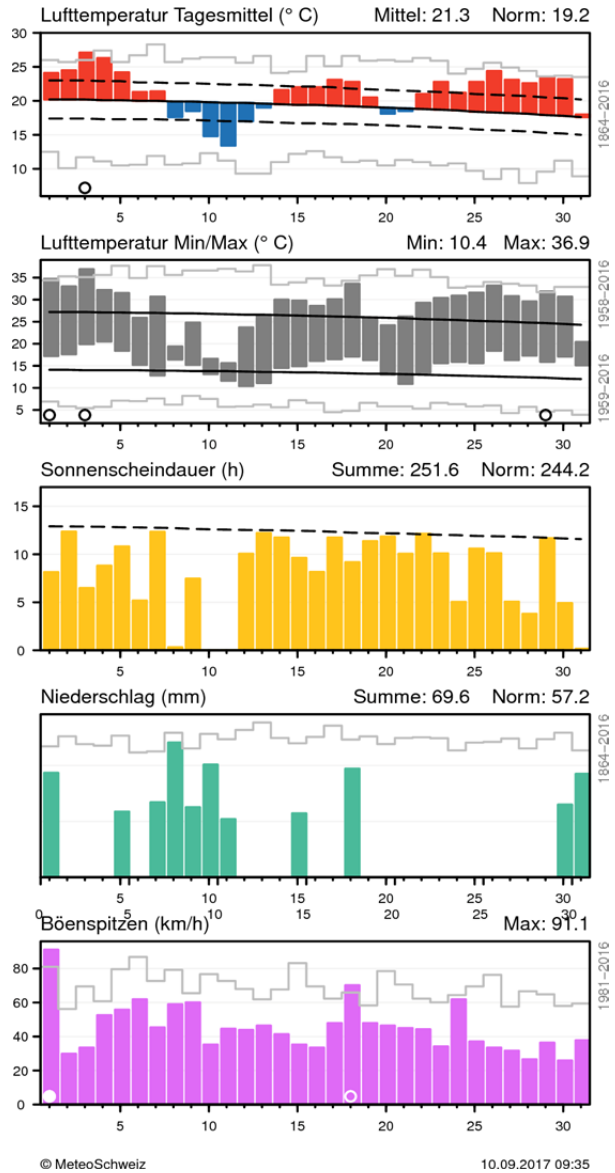 Lufttemperatur Tagesmittel (° C) Mittel: 21.3 Norm: 19.2
30
25
20
15
10
1864–2016
5 10 15 20 25 30
Lufttemperatur Min/Max (° C) Min: 10.4 Max: 36.9
35
30
25
20
15
10
5
1958–2016
1959–2016
5 10 15 20 25 30
Sonnenscheindauer (h) Summe: 251.6 Norm: 244.2
15
10
5
0
5 10 15 20 25 30
Niederschlag (mm) Summe: 69.6 Norm: 57.2
1864–2016
0 5 10 15 20 25 30
Böenspitzen (km/h) Max: 91.1
80
60
40
20
0
1981–2016
5 10 15 20 25 30
© MeteoSchweiz 10.09.2017 09:35